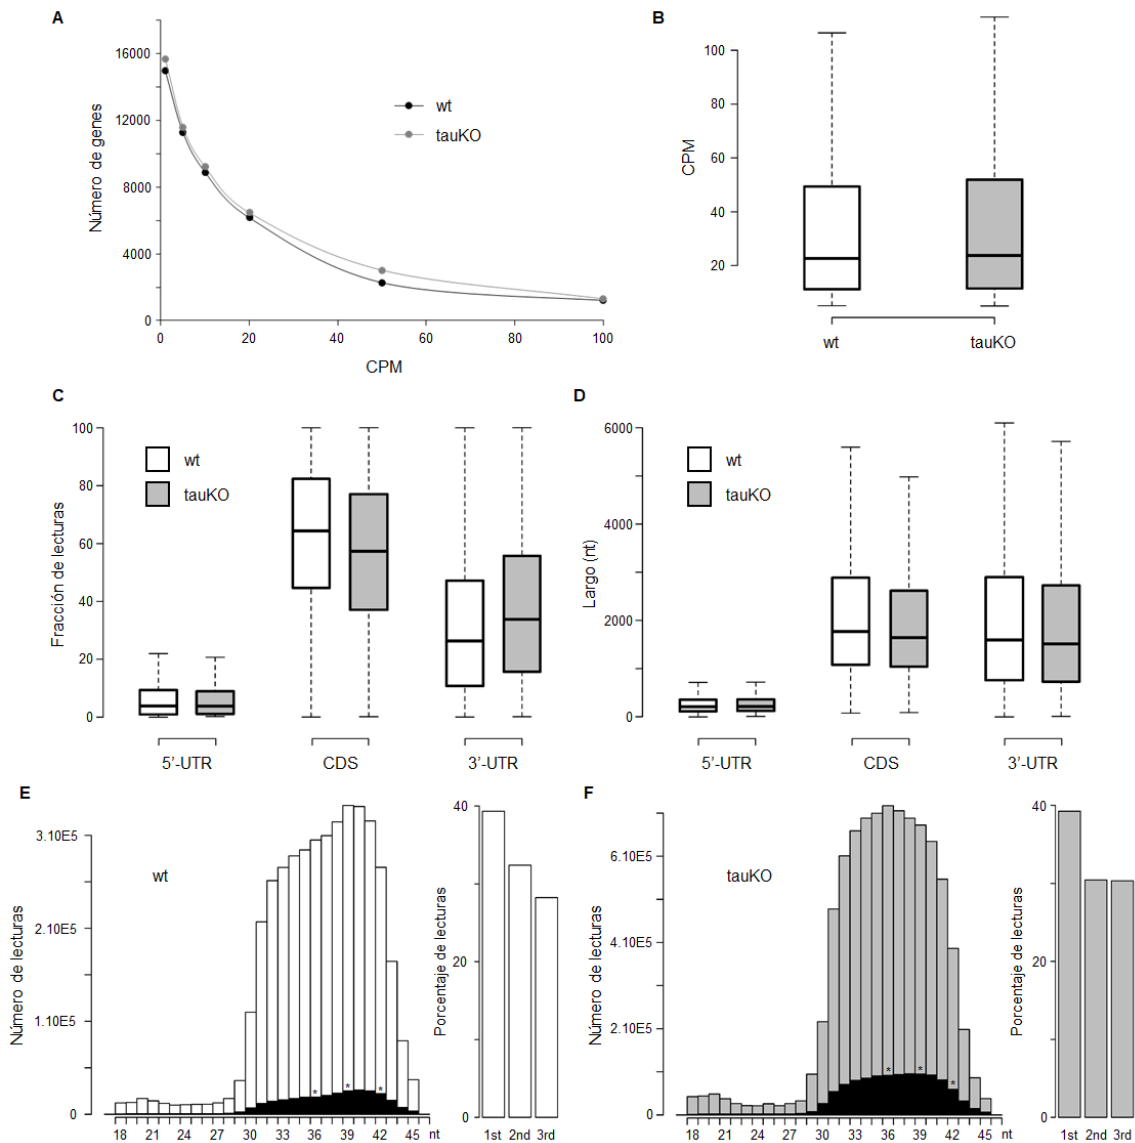 A
Número de genes
16000
12000
8000
4000
0
0 20 40 60 80 100
CPM
wt
tauKO
B
CPM
100
80
60
40
20
wt tauKO
C
Fracción de lecturas
100
80
60
40
20
0
wt
tauKO
5’-UTR CDS 3’-UTR
D
Largo (nt)
6000
4000
2000
0
wt
tauKO
5’-UTR CDS 3’-UTR
E
Número de lecturas
3.10E5
2.10E5
1.10E5
0
wt
* * *
18 21 24 27 30 33 36 39 42 45 nt
Porcentaje de lecturas
40
20
0
1st 2nd 3rd
F
Número de lecturas
6.10E5
4.10E5
2.10E5
0
tauKO
* * *
18 21 24 27 30 33 36 39 42 45 nt
Porcentaje de lecturas
40
20
0
1st 2nd 3rd